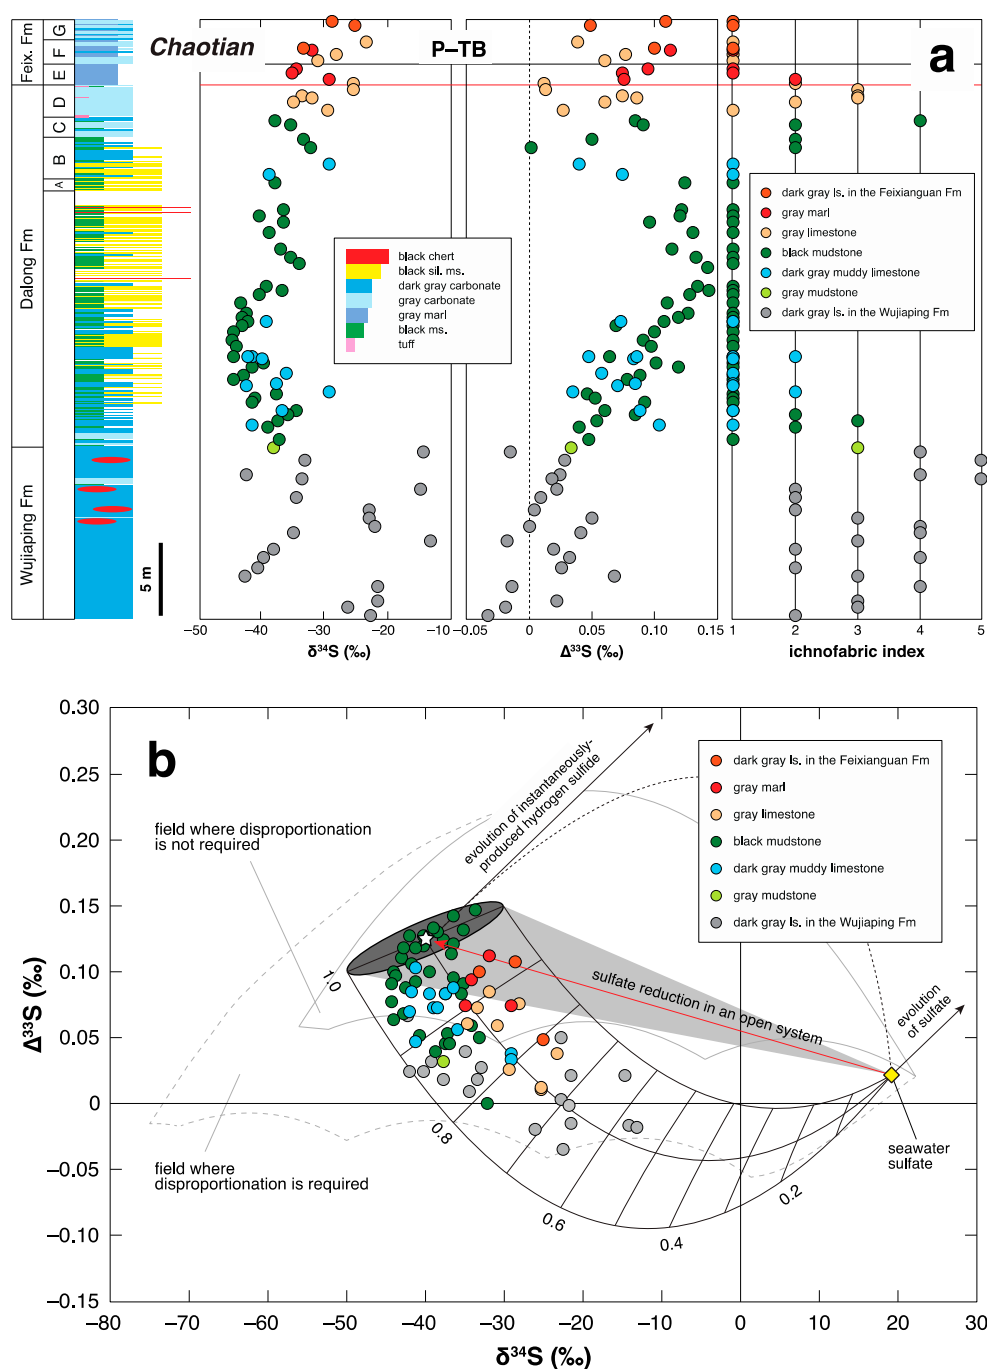 Chaotian
P–TB
a
Feix. Fm
Dalong Fm
Wujiaping Fm
G
F
E
D
C
B
A
5 m
black chert
black sil. ms.
dark gray carbonate
gray carbonate
gray marl
black ms.
tuff
dark gray ls. in the Feixianguan Fm
gray marl
gray limestone
black mudstone
dark gray muddy limestone
gray mudstone
dark gray ls. in the Wujiaping Fm
−50 −40 −30 −20 −10
δ³⁴S (‰)
−0.05 0 0.05 0.10 0.15
Δ³³S (‰)
1 2 3 4 5
ichnofabric index
b
0.30
0.25
0.20
0.15
0.10
0.05
0
−0.05
−0.10
−0.15
Δ³³S (‰)
−80 −70 −60 −50 −40 −30 −20 −10 0 10 20 30
δ³⁴S (‰)
field where disproportionation
is not required
field where
disproportionation is required
evolution of instantaneously-
produced hydrogen sulfide
sulfate reduction in an open system
evolution
of sulfate
seawater
sulfate
1.0
0.8
0.6
0.4
0.2
dark gray ls. in the Feixianguan Fm
gray marl
gray limestone
black mudstone
dark gray muddy limestone
gray mudstone
dark gray ls. in the Wujiaping Fm